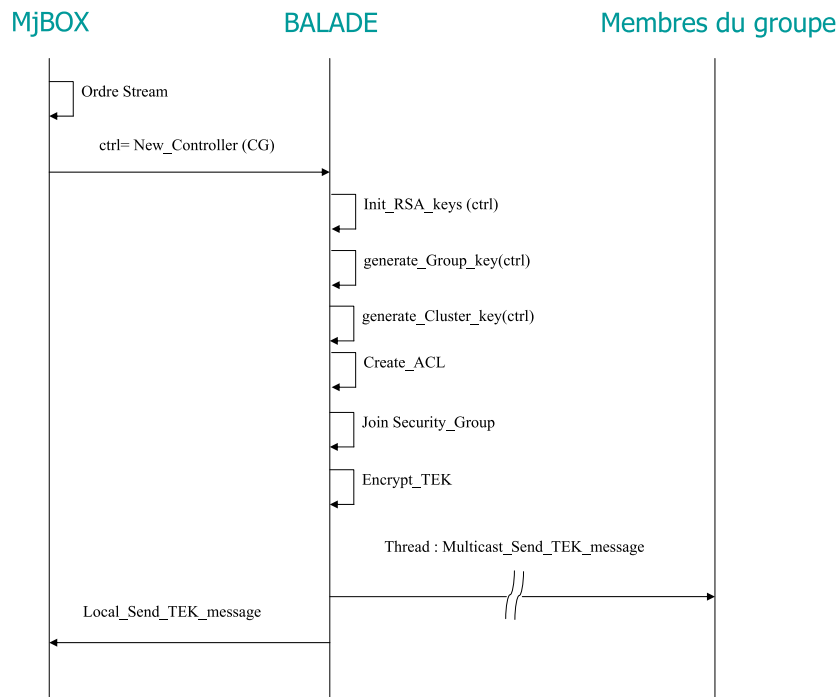 MjBOX
BALADE
Membres du groupe
Ordre Stream
ctrl= New_Controller (CG)
Init_RSA_keys (ctrl)
generate_Group_key(ctrl)
generate_Cluster_key(ctrl)
Create_ACL
Join Security_Group
Encrypt_TEK
Thread : Multicast_Send_TEK_message
Local_Send_TEK_message